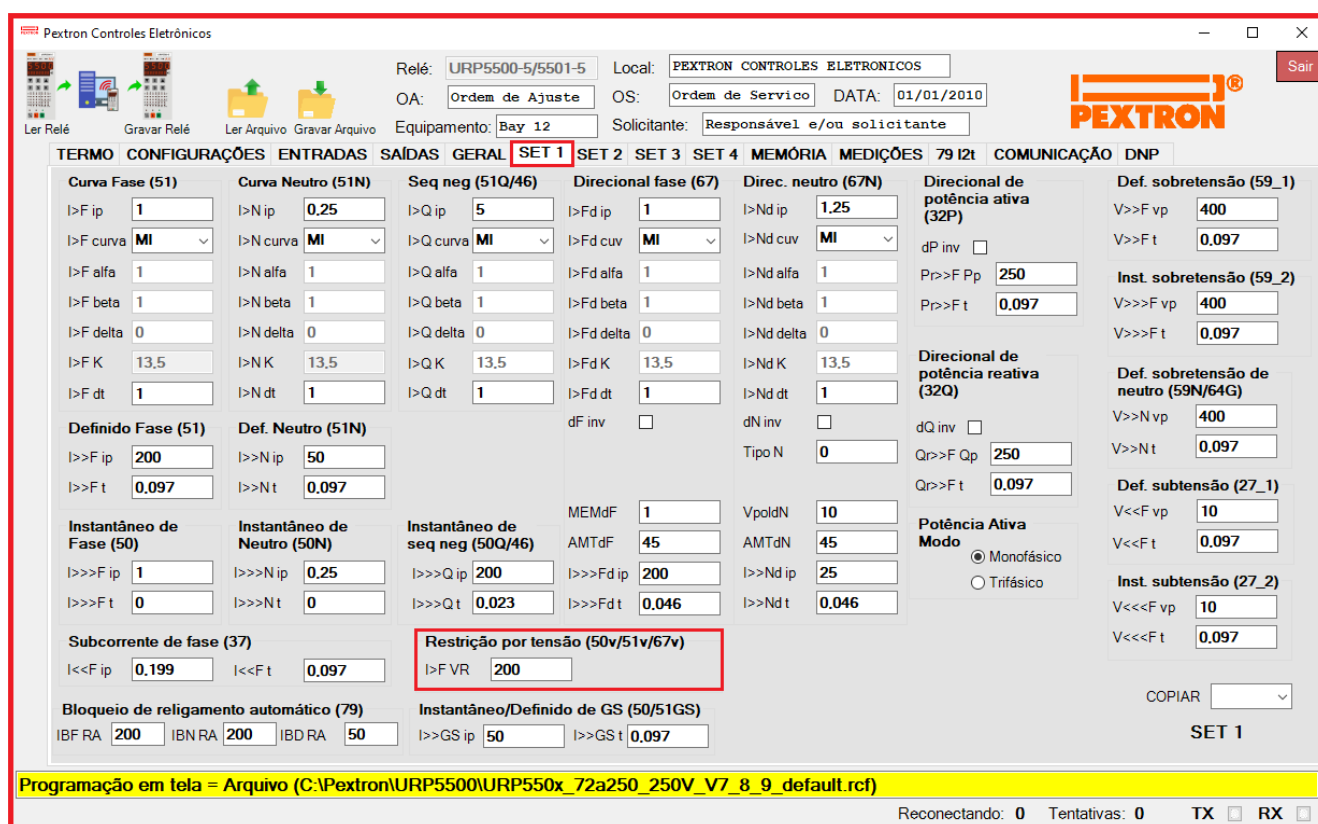 Pextron Controles Eletrônicos
Relé: URP5500-5/5501-5 Local: PEXTRON CONTROLES ELETRONICOS
Sair
OA: Ordem de Ajuste OS: Ordem de Servico DATA: 01/01/2010
PEXTRON®
Ler Relé Gravar Relé Ler Arquivo Gravar Arquivo Equipamento: Bay 12 Solicitante: Responsável e/ou solicitante
TERMO CONFIGURAÇÕES ENTRADAS SAÍDAS GERAL SET 1 SET 2 SET 3 SET 4 MEMÓRIA MEDIÇÕES 79 I2t COMUNICAÇÃO DNP
Curva Fase (51)
I>F ip 1
I>F curva MI
I>F alfa 1
I>F beta 1
I>F delta 0
I>F K 13,5
I>F dt 1
Definido Fase (51)
I>>F ip 200
I>>F t 0,097
Instantâneo de
Fase (50)
I>>>F ip 1
I>>>F t 0
Curva Neutro (51N)
I>N ip 0,25
I>N curva MI
I>N alfa 1
I>N beta 1
I>N delta 0
I>N K 13,5
I>N dt 1
Def. Neutro (51N)
I>>N ip 50
I>>N t 0,097
Instantâneo de
Neutro (50N)
I>>>N ip 0,25
I>>>N t 0
Seq neg (51Q/46)
I>Q ip 5
I>Q curva MI
I>Q alfa 1
I>Q beta 1
I>Q delta 0
I>Q K 13,5
I>Q dt 1
Instantâneo de
seq neg (50Q/46)
I>>>Q ip 200
I>>>Q t 0,023
Direcional fase (67)
I>Fd ip 1
I>Fd cuv MI
I>Fd alfa 1
I>Fd beta 1
I>Fd delta 0
I>Fd K 13,5
I>Fd dt 1
dF inv
MEMdF 1
AMTdF 45
I>>>Fd ip 200
I>>>Fd t 0,046
Direc. neutro (67N)
I>Nd ip 1,25
I>Nd cuv MI
I>Nd alfa 1
I>Nd beta 1
I>Nd delta 0
I>Nd K 13,5
I>Nd dt 1
dN inv
Tipo N 0
VpoldN 10
AMTdN 45
I>>Nd ip 25
I>>Nd t 0,046
Direcional de
potência ativa
(32P)
dP inv
Pr>>F Pp 250
Pr>>F t 0,097
Direcional de
potência reativa
(32Q)
dQ inv
Qr>>F Qp 250
Qr>>F t 0,097
Potência Ativa
Modo
Monofásico
Trifásico
Def. sobretensão (59_1)
V>>F vp 400
V>>F t 0,097
Inst. sobretensão (59_2)
V>>>F vp 400
V>>>F t 0,097
Def. sobretensão de
neutro (59N/64G)
V>>N vp 400
V>>N t 0,097
Def. subtensão (27_1)
V<<F vp 10
V<<F t 0,097
Inst. subtensão (27_2)
V<<<F vp 10
V<<<F t 0,097
Subcorrente de fase (37)
I<<F ip 0,199 I<<F t 0,097
Restrição por tensão (50v/51v/67v)
I>F VR 200
Bloqueio de religamento automático (79)
IBF RA 200 IBN RA 200 IBD RA 50
Instantâneo/Definido de GS (50/51GS)
I>>GS ip 50 I>>GS t 0,097
COPIAR
SET 1
Programação em tela = Arquivo (C:\Pextron\URP5500\URP550x_72a250_250V_V7_8_9_default.rcf)
Reconectando: 0 Tentativas: 0 TX RX